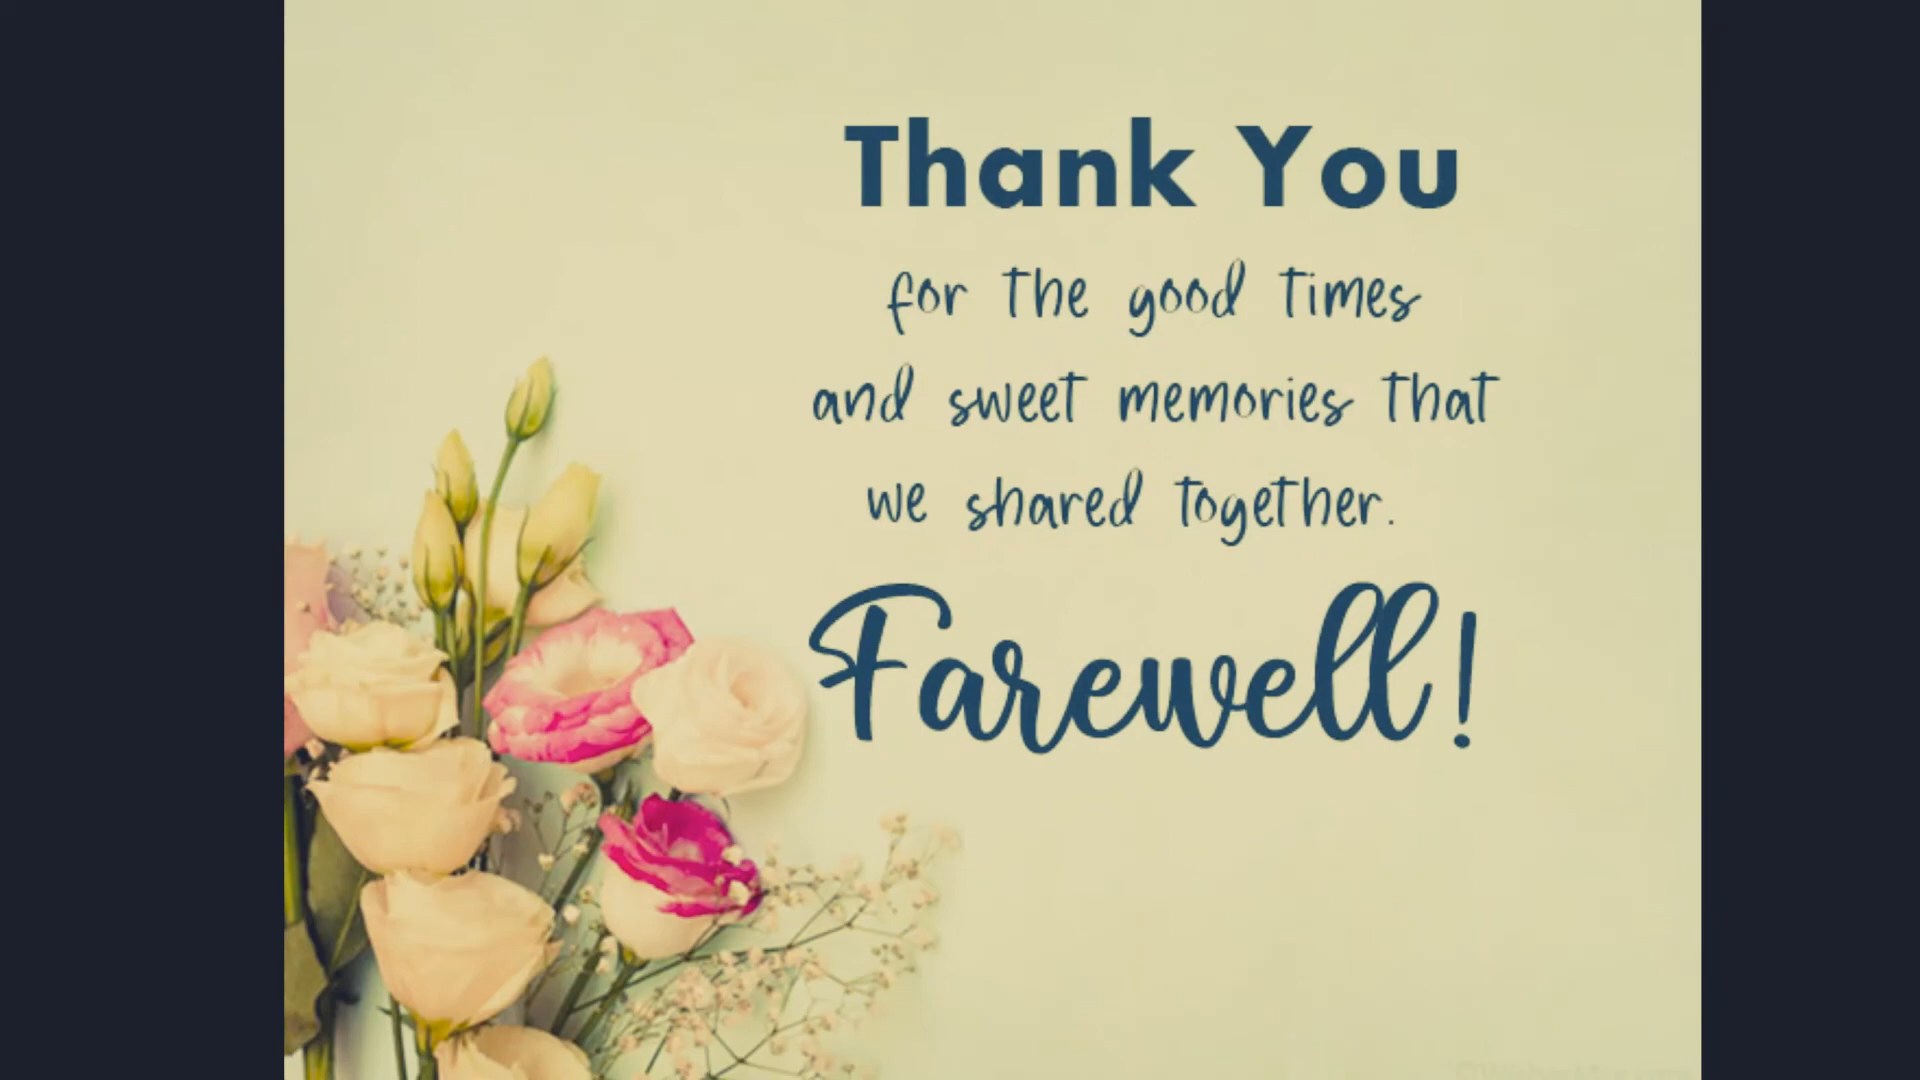 Thank You
for the good times
and sweet memories that
we shared together.
Farewell!